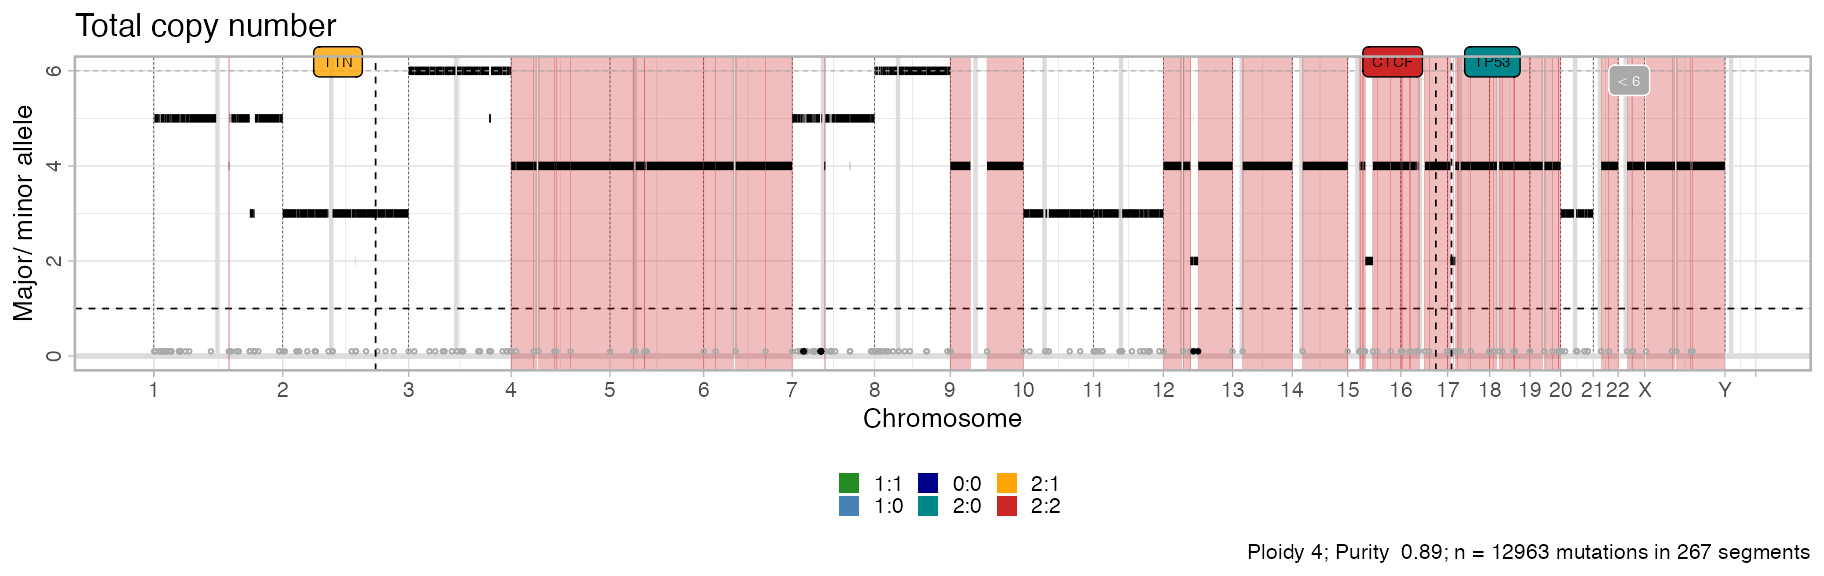 Total copy number
TTN
CTCF
TP53
< 6
6
4
2
0
Major/ minor allele
1 2 3 4 5 6 7 8 9 10 11 12 13 14 15 16 17 18 19 20 21 22 X Y
Chromosome
1:1 0:0 2:1
1:0 2:0 2:2
Ploidy 4; Purity 0.89; n = 12963 mutations in 267 segments